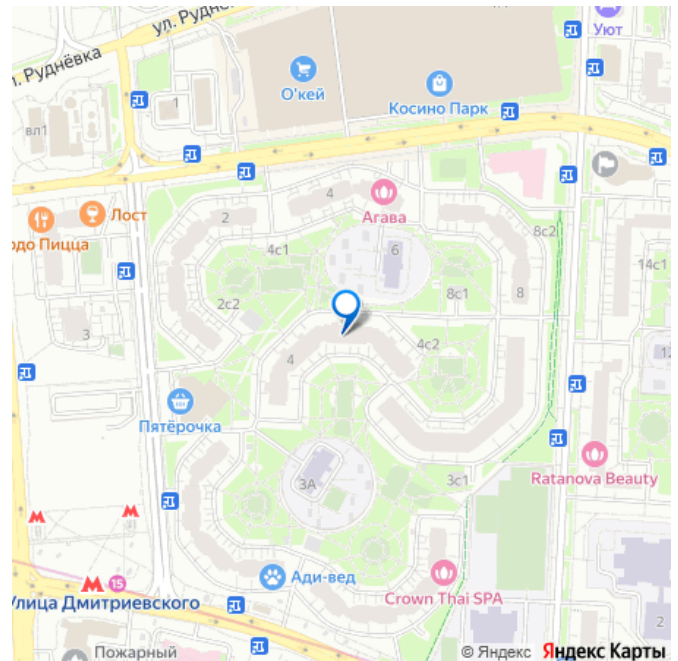 ул. Руднёвка
Уют
л. Руднёвка
О'кей
1
Косино Парк
вл1
4
Лост
2
Агава
одо Пицца
6
8с2
4с1
14с1
2с2
8с1
8
3
4с2
4
12
Пятёрочка
3с1
Ratanova Beauty
3А
15
Ади-вед
Улица Дмитриевского
Crown Thai SPA
2
Пожарный
© Яндекс Яндекс Карты